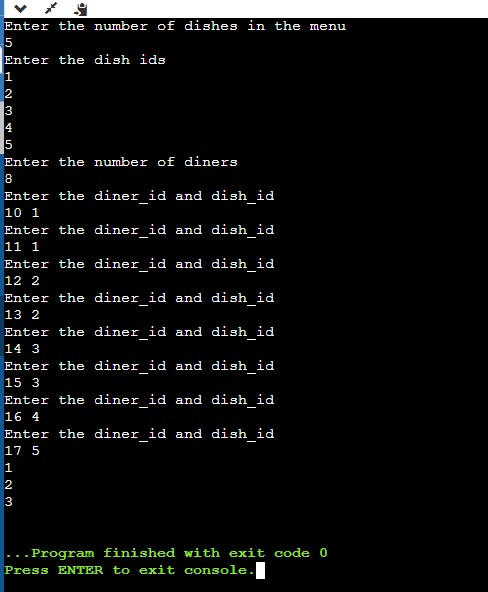 Enter the number of dishes in the menu
5
Enter the dish ids
1
2
3
4
5
Enter the number of diners
8
Enter the diner_id and dish_id
10 1
Enter the diner_id and dish_id
11 1
Enter the diner_id and dish_id
12 2
Enter the diner_id and dish_id
13 2
Enter the diner_id and dish_id
14 3
Enter the diner_id and dish_id
15 3
Enter the diner_id and dish_id
16 4
Enter the diner_id and dish_id
17 5
1
2
3
...Program finished with exit code 0
Press ENTER to exit console.